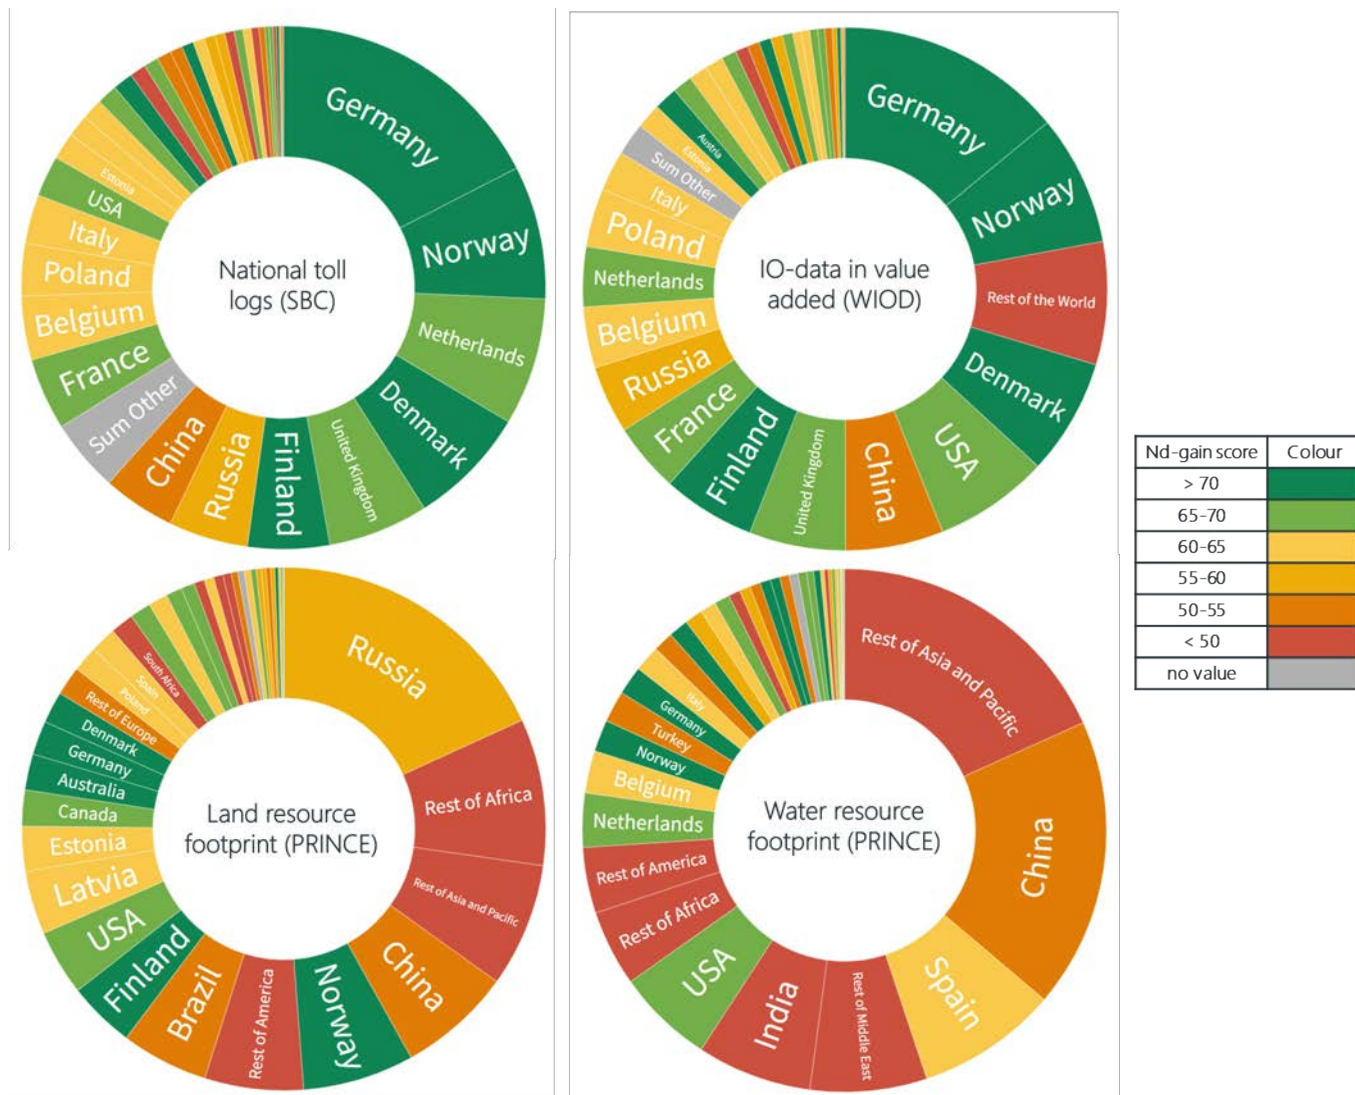 Germany
Norway
Netherlands
Denmark
United Kingdom
Finland
Russia
China
Sum Other
France
Belgium
Poland
Italy
USA
Estonia
National toll
logs (SBC)
Germany
Norway
Rest of the World
Denmark
USA
China
United Kingdom
Finland
France
Russia
Belgium
Netherlands
Poland
Italy
Sum Other
Estonia
Austria
IO-data in value
added (WIOD)
Nd-gain score Colour
> 70
65-70
60-65
55-60
50-55
< 50
no value
Russia
Rest of Africa
Rest of Asia and Pacific
China
Norway
Rest of America
Brazil
Finland
USA
Latvia
Estonia
Canada
Australia
Germany
Denmark
Rest of Europe
Poland
Spain
South Africa
Land resource
footprint (PRINCE)
Rest of Asia and Pacific
China
Spain
Rest of Middle East
India
USA
Rest of Africa
Rest of America
Netherlands
Belgium
Norway
Turkey
Germany
Italy
Water resource
footprint (PRINCE)